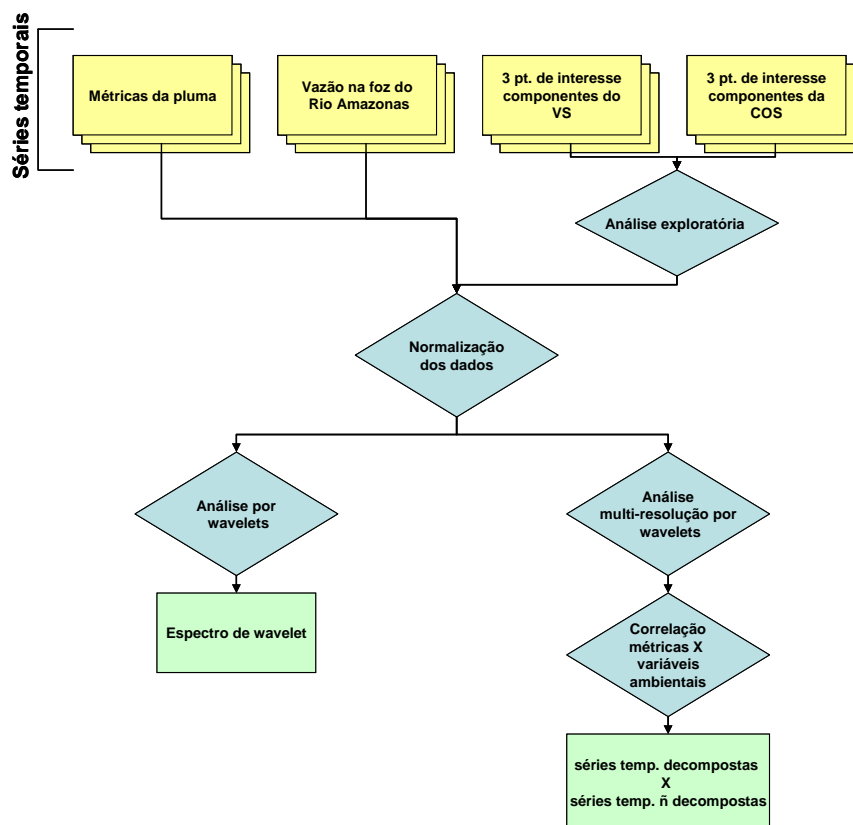 Séries temporais
Métricas da pluma
Vazão na foz do
Rio Amazonas
3 pt. de interesse
componentes do
VS
3 pt. de interesse
componentes da
COS
Análise exploratória
Normalização
dos dados
Análise por
wavelets
Análise
multi-resolução por
wavelets
Espectro de wavelet
Correlação
métricas X
variáveis
ambientais
séries temp. decompostas
X
séries temp. ñ decompostas